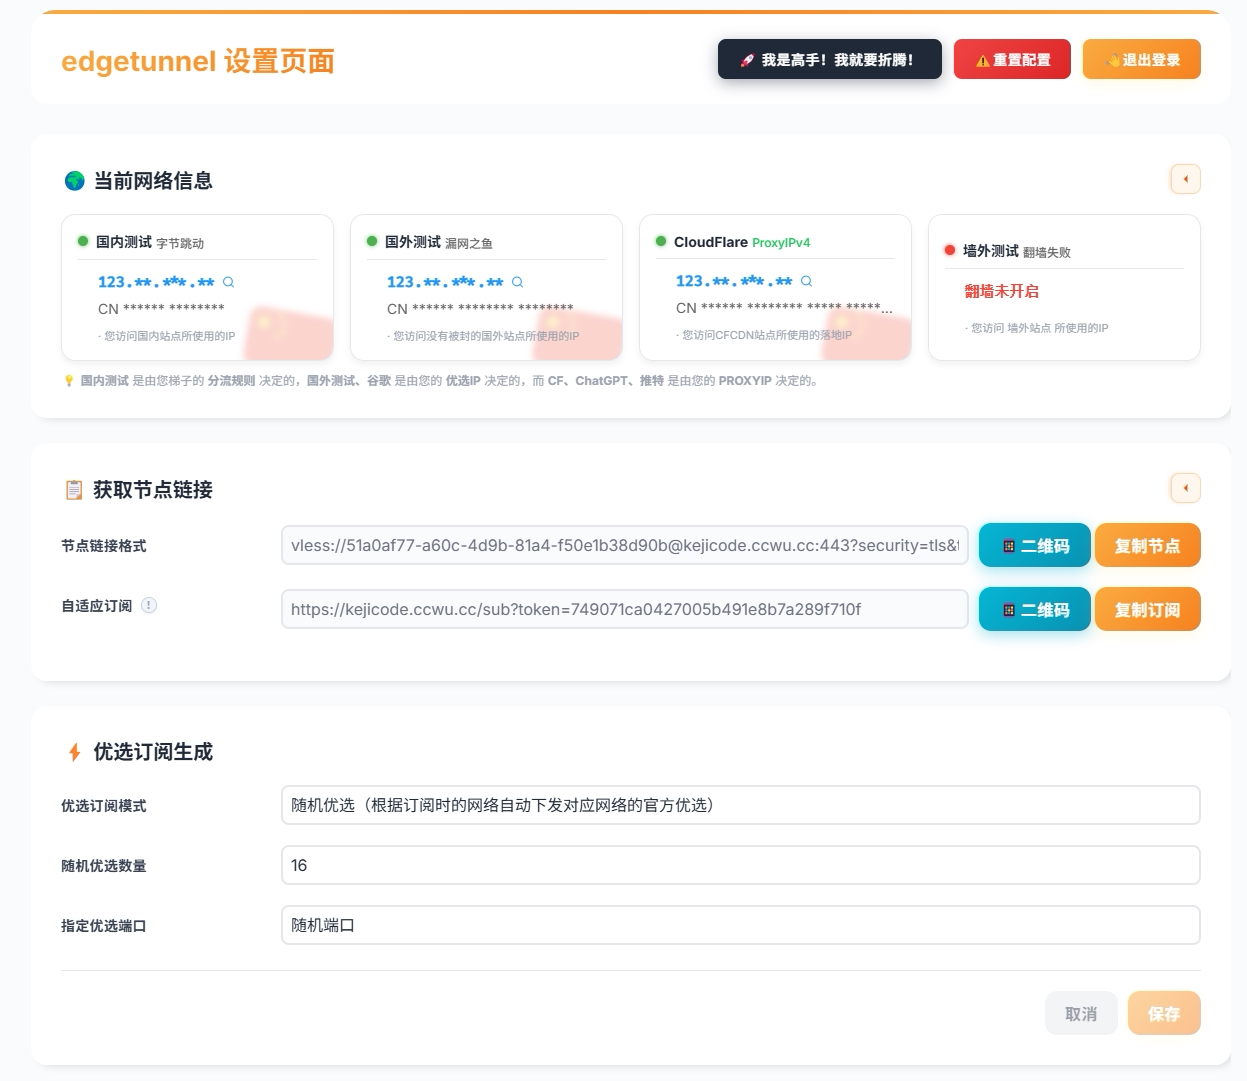 edgetunnel 设置页面
🚀 我是高手！我就要折腾！
⚠️重置配置
👋退出登录
🌍 当前网络信息
国内测试 字节跳动
123.**.***.**
CN ****** ********
· 您访问国内站点所使用的IP
国外测试 漏网之鱼
123.**.***.**
CN ****** ******** ********
· 您访问没有被封的国外站点所使用的IP
CloudFlare ProxyIPv4
123.**.***.**
CN ****** ******** ***** *****...
· 您访问CFCDN站点所使用的落地IP
墙外测试 翻墙失败
翻墙未开启
· 您访问 墙外站点 所使用的IP
💡 国内测试 是由您梯子的 分流规则 决定的，国外测试、谷歌 是由您的 优选IP 决定的，而 CF、ChatGPT、推特 是由您的 PROXYIP 决定的。
📋 获取节点链接
节点链接格式
vless://51a0af77-a60c-4d9b-81a4-f50e1b38d90b@kejicode.ccwu.cc:443?security=tls&t
二维码
复制节点
自适应订阅 !
https://kejicode.ccwu.cc/sub?token=749071ca0427005b491e8b7a289f710f
二维码
复制订阅
⚡ 优选订阅生成
优选订阅模式
随机优选（根据订阅时的网络自动下发对应网络的官方优选）
随机优选数量
16
指定优选端口
随机端口
取消
保存